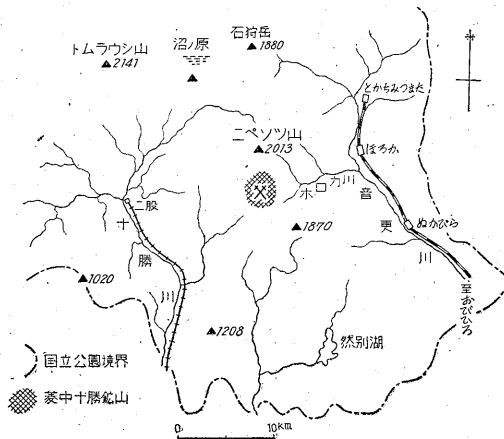 石狩岳
▲1880
沼ノ原
トムラウシ山
▲2141
とかちみつまた
ニペソツ山
▲2013
ほろか
ホロカ川
音更川
二股
▲1870
ぬかびら
十勝川
▲1020
至おびひろ
▲1208
然別湖
国立公園境界
菱中十勝鉱山
0 10KM